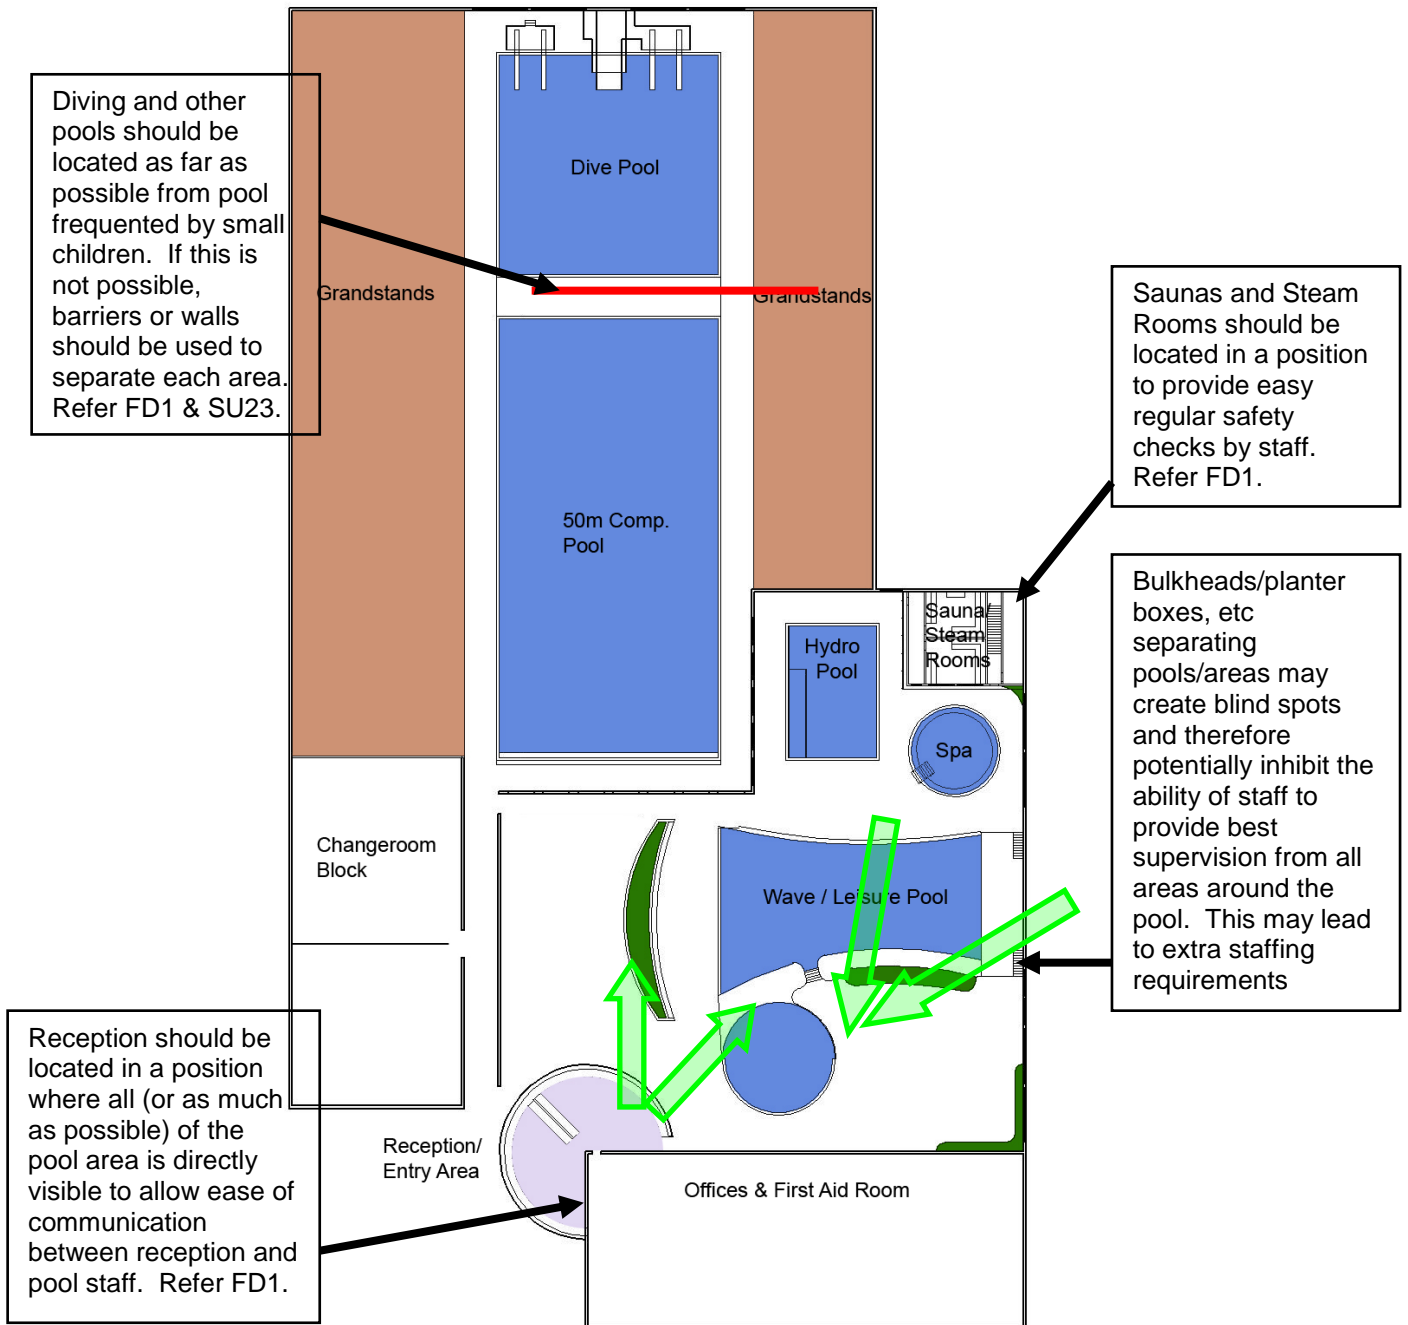 Diving and other
pools should be
located as far as
possible from pool
frequented by small
children.  If this is
not possible,
barriers or walls
should be used to
separate each area.
Refer FD1 & SU23.
Dive Pool
Grandstands
Grandstands
Saunas and Steam
Rooms should be
located in a position
to provide easy
regular safety
checks by staff.
Refer FD1.
50m Comp.
Pool
Sauna/
Steam
Rooms
Hydro
Pool
Spa
Bulkheads/planter
boxes, etc
separating
pools/areas may
create blind spots
and therefore
potentially inhibit the
ability of staff to
provide best
supervision from all
areas around the
pool.  This may lead
to extra staffing
requirements
Changeroom
Block
Wave / Leisure Pool
Reception should be
located in a position
where all (or as much
as possible) of the
pool area is directly
visible to allow ease of
communication
between reception and
pool staff.  Refer FD1.
Reception/
Entry Area
Offices & First Aid Room